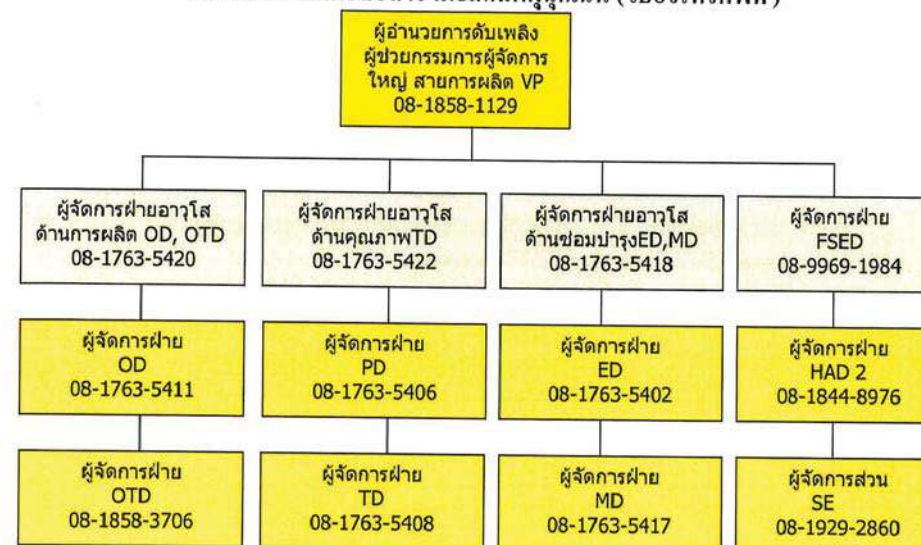 ผู้อำนวยการดับเพลิง
ผู้ช่วยกรรมการผู้จัดการ
ใหญ่ สายการผลิต VP
08-1858-1129
ผู้จัดการฝ่ายอาวุโส
ด้านการผลิต OD, OTD
08-1763-5420
ผู้จัดการฝ่ายอาวุโส
ด้านคุณภาพTD
08-1763-5422
ผู้จัดการฝ่ายอาวุโส
ด้านซ่อมบำรุงED,MD
08-1763-5418
ผู้จัดการฝ่าย
FSED
08-9969-1984
ผู้จัดการฝ่าย
OD
08-1763-5411
ผู้จัดการฝ่าย
PD
08-1763-5406
ผู้จัดการฝ่าย
ED
08-1763-5402
ผู้จัดการฝ่าย
HAD 2
08-1844-8976
ผู้จัดการฝ่าย
OTD
08-1858-3706
ผู้จัดการฝ่าย
TD
08-1763-5408
ผู้จัดการฝ่าย
MD
08-1763-5417
ผู้จัดการส่วน
SE
08-1929-2860